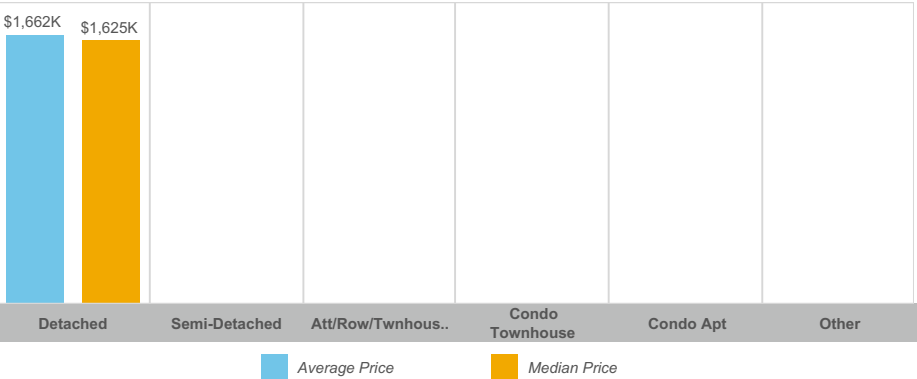 $1,662K
$1,625K
Detached
Semi-Detached
Att/Row/Twnhous..
Condo
Townhouse
Condo Apt
Other
Average Price
Median Price